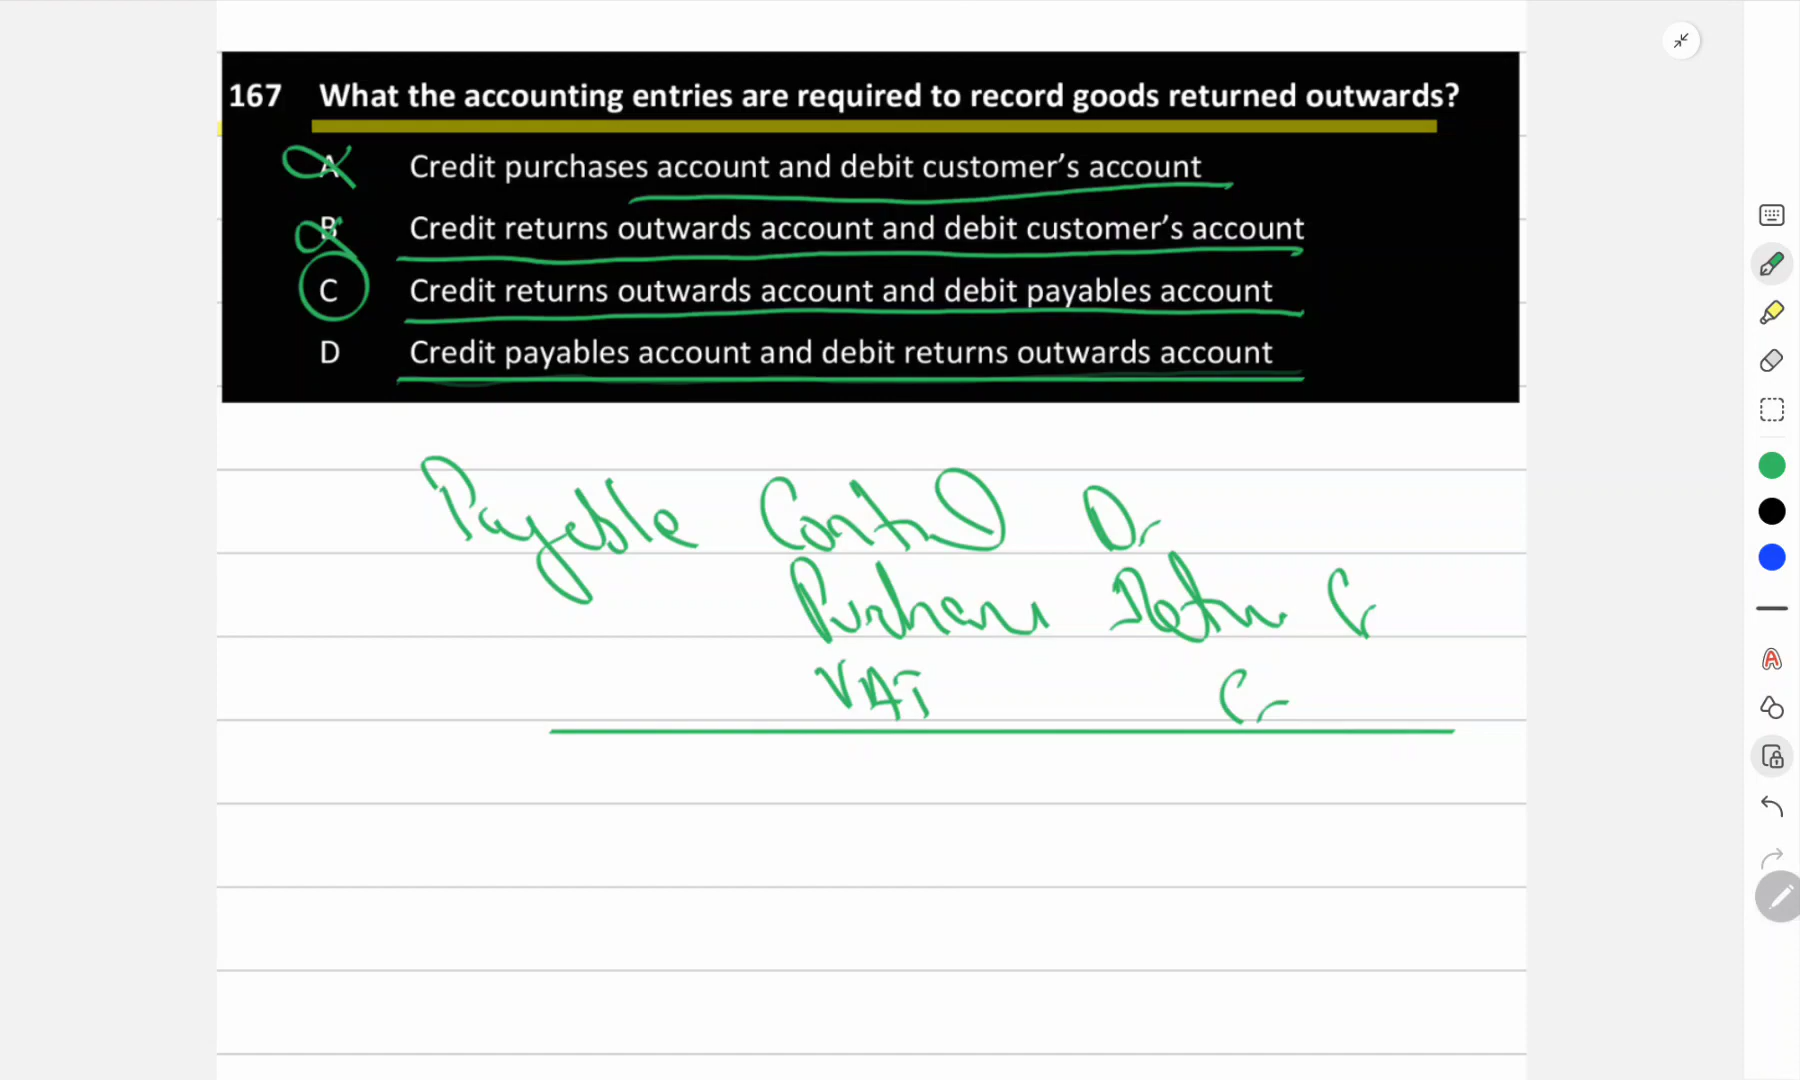 167 What the accounting entries are required to record goods returned outwards?
A Credit purchases account and debit customer's account
B Credit returns outwards account and debit customer's account
C Credit returns outwards account and debit payables account
D Credit payables account and debit returns outwards account
Payable Control Dr
Purchase Return Cr
VAT Cr